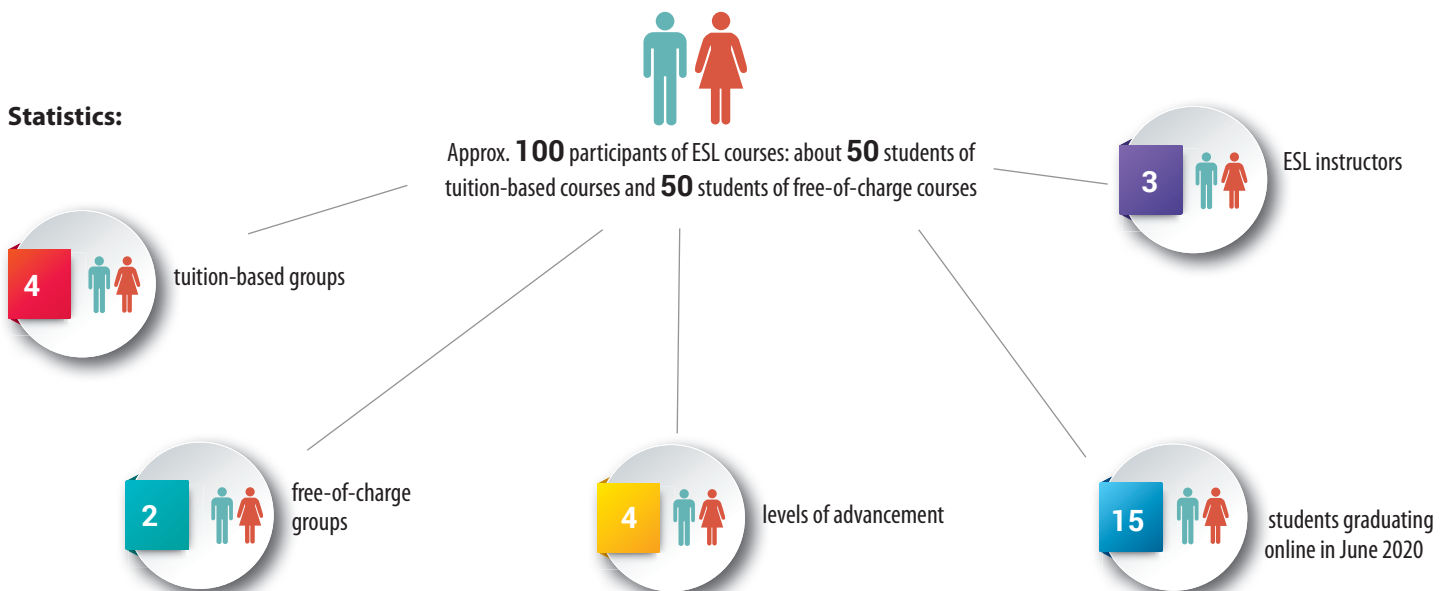 Statistics:
Approx. 100 participants of ESL courses: about 50 students of
tuition-based courses and 50 students of free-of-charge courses
3
ESL instructors
4
tuition-based groups
2
free-of-charge
groups
4
levels of advancement
15
students graduating
online in June 2020